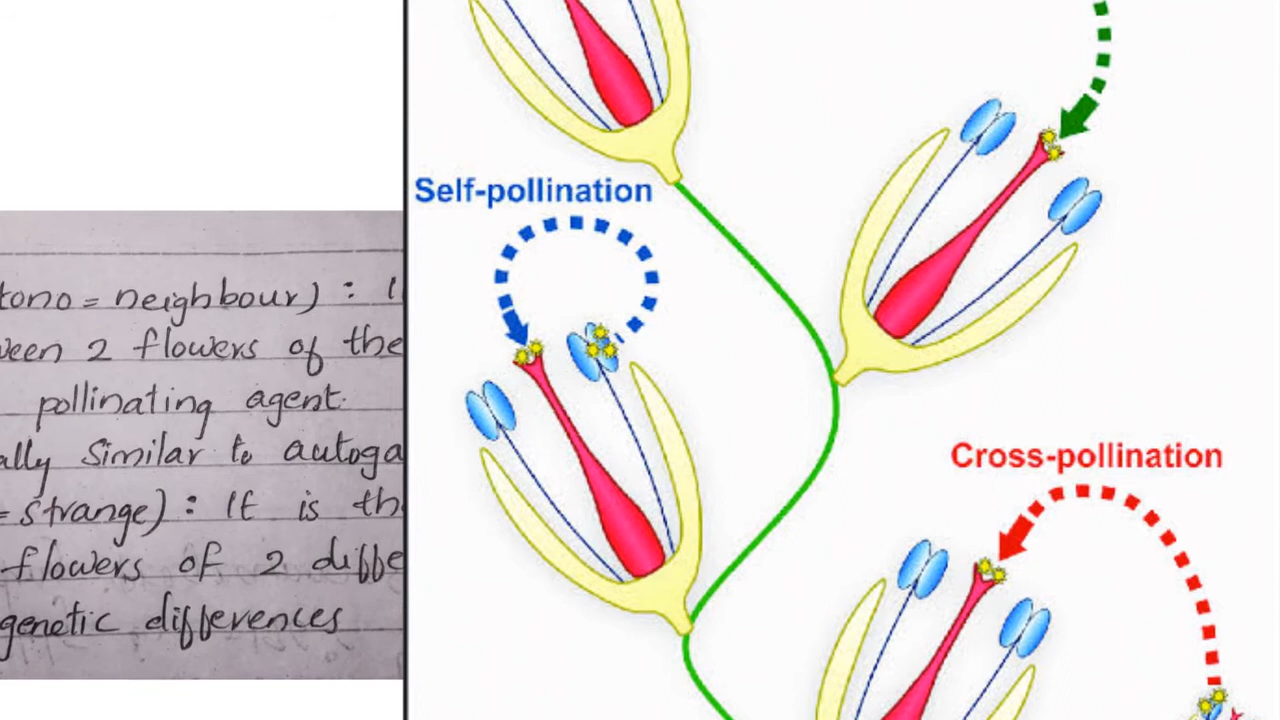 tono = neighbour) : I
ween 2 flowers of the
pollinating agent.
ally similar to autoga
= strange) : It is th
flowers of 2 diffe
genetic differences
Self-pollination
Cross-pollination